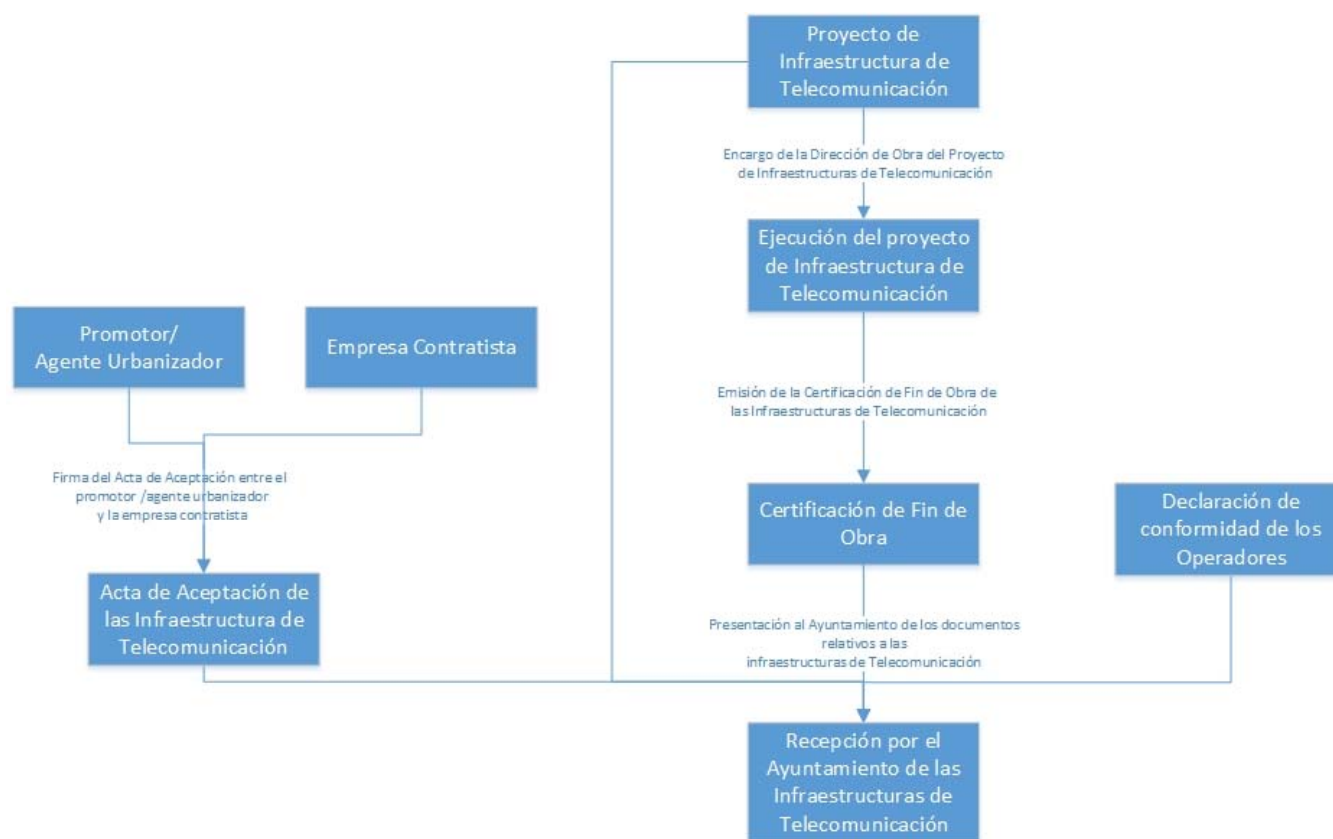 Proyecto de
Infraestructura de
Telecomunicación
Encargo de la Dirección de Obra del Proyecto
de Infraestructuras de Telecomunicación
Ejecución del proyecto
de Infraestructura de
Telecomunicación
Promotor/
Agente Urbanizador
Empresa Contratista
Emisión de la Certificación de Fin de Obra de
las Infraestructuras de Telecomunicación
Firma del Acta de Aceptación entre el
promotor /agente urbanizador
y la empresa contratista
Certificación de Fin de
Obra
Declaración de
conformidad de los
Operadores
Acta de Aceptación de
las Infraestructura de
Telecomunicación
Presentación al Ayuntamiento de los documentos
relativos a las
infraestructuras de Telecomunicación
Recepción por el
Ayuntamiento de las
Infraestructuras de
Telecomunicación